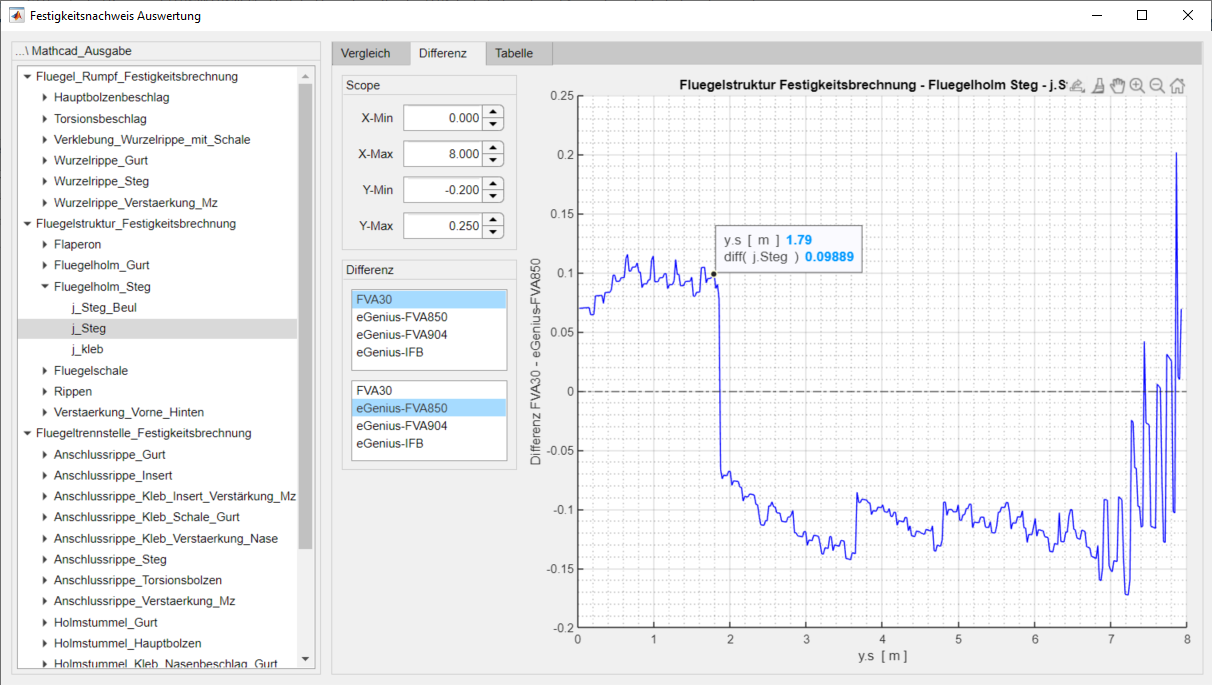 Festigkeitsnachweis Auswertung
...\ Mathcad_Ausgabe
Fluegel_Rumpf_Festigkeitsbrechnung
Hauptbolzenbeschlag
Torsionsbeschlag
Verklebung_Wurzelrippe_mit_Schale
Wurzelrippe_Gurt
Wurzelrippe_Steg
Wurzelrippe_Verstaerkung_Mz
Fluegelstruktur_Festigkeitsbrechnung
Flaperon
Fluegelholm_Gurt
Fluegelholm_Steg
j_Steg_Beul
j_Steg
j_kleb
Fluegelschale
Rippen
Verstaerkung_Vorne_Hinten
Fluegeltrennstelle_Festigkeitsbrechnung
Anschlussrippe_Gurt
Anschlussrippe_Insert
Anschlussrippe_Kleb_Insert_Verstärkung_Mz
Anschlussrippe_Kleb_Schale_Gurt
Anschlussrippe_Kleb_Verstaerkung_Nase
Anschlussrippe_Steg
Anschlussrippe_Torsionsbolzen
Anschlussrippe_Verstaerkung_Mz
Holmstummel_Gurt
Holmstummel_Hauptbolzen
Holmstummel_Kleb_Nasenbeschlag_Gurt
Vergleich
Differenz
Tabelle
Scope
X-Min 0.000
X-Max 8.000
Y-Min -0.200
Y-Max 0.250
Differenz
FVA30
eGenius-FVA850
eGenius-FVA904
eGenius-IFB
FVA30
eGenius-FVA850
eGenius-FVA904
eGenius-IFB
Fluegelstruktur Festigkeitsbrechnung - Fluegelholm Steg - j.S
Differenz FVA30 - eGenius-FVA850
0.25
0.2
0.15
0.1
0.05
0
-0.05
-0.1
-0.15
-0.2
y.s [ m ] 1.79
diff( j.Steg ) 0.09889
0 1 2 3 4 5 6 7 8
y.s [ m ]